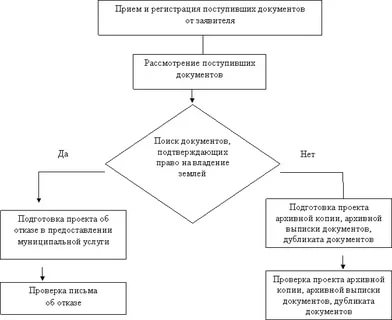 Прием и регистрация поступивших документов
от заявителя
Рассмотрение поступивших
документов
Поиск документов,
подтверждающих
право на владение
землей
Да
Нет
Подготовка проекта об
отказе в предоставлении
муниципальной услуги
Подготовка проекта
архивной копии, архивной
выписки документов,
дубликата документов
Проверка письма
об отказе
Проверка проекта архивной
копии, архивной выписки
документов, дубликата
документов